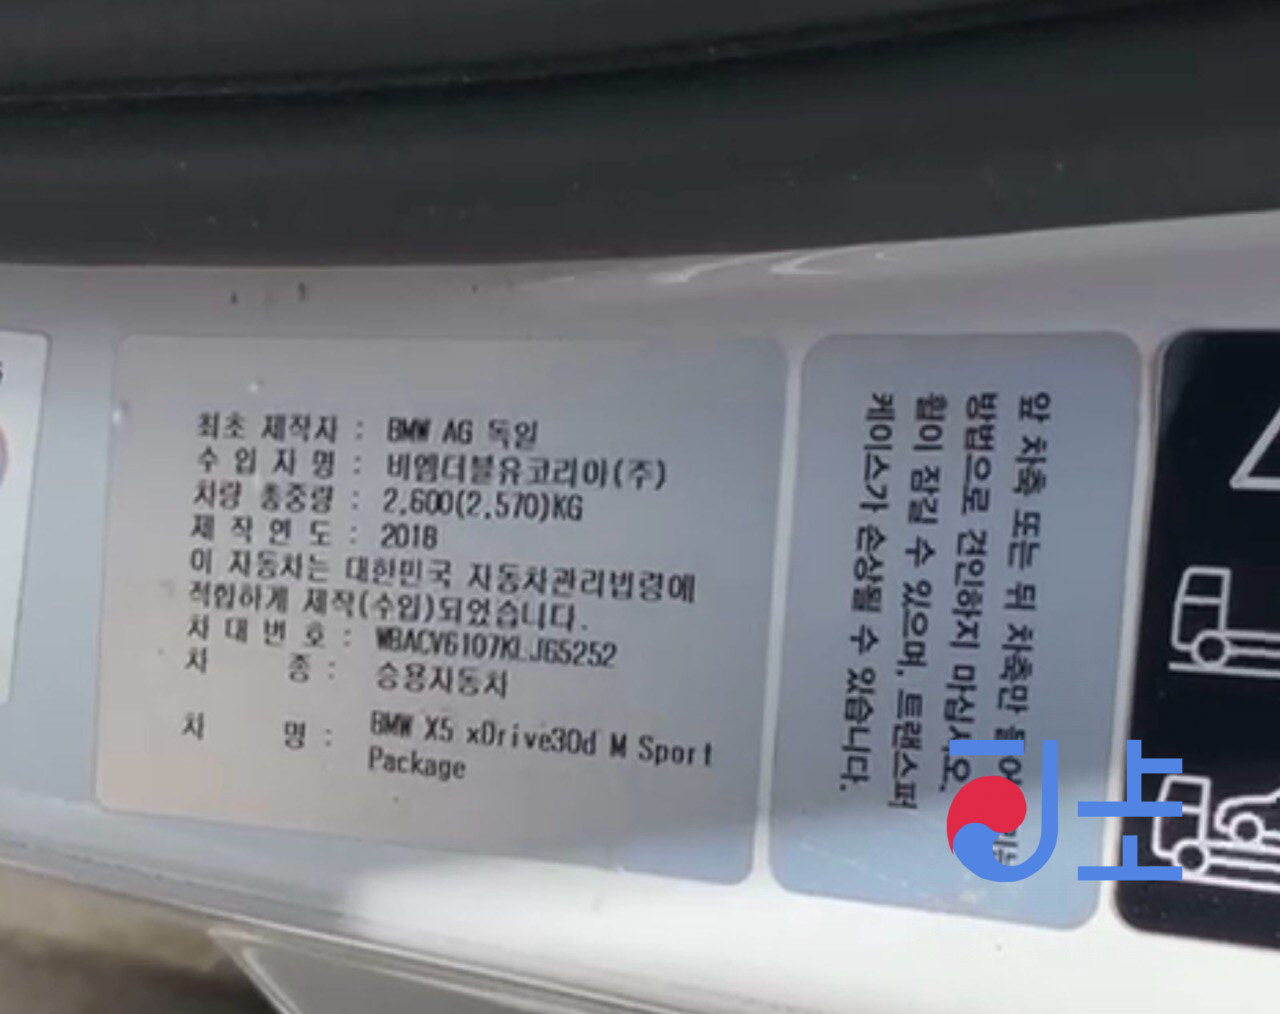 최초 제작자 : BMW AG 독일
수 입 자 명 : 비엠더블유코리아(주)
차량 총중량 : 2,600(2,570)KG
제 작 연 도 : 2018
이 자동차는 대한민국 자동차관리법령에
적합하게 제작(수입)되었습니다.
차 대 번 호 : WBACV6107KLJ65252
차 종 : 승용자동차
차 명 : BMW X5 xDrive30d M Sport
Package
앞 차축 또는 뒤 차축만
방법으로 견인하지 마십시오.
휠이 잠길 수 있으며, 트랜스퍼
케이스가 손상될 수 있습니다.